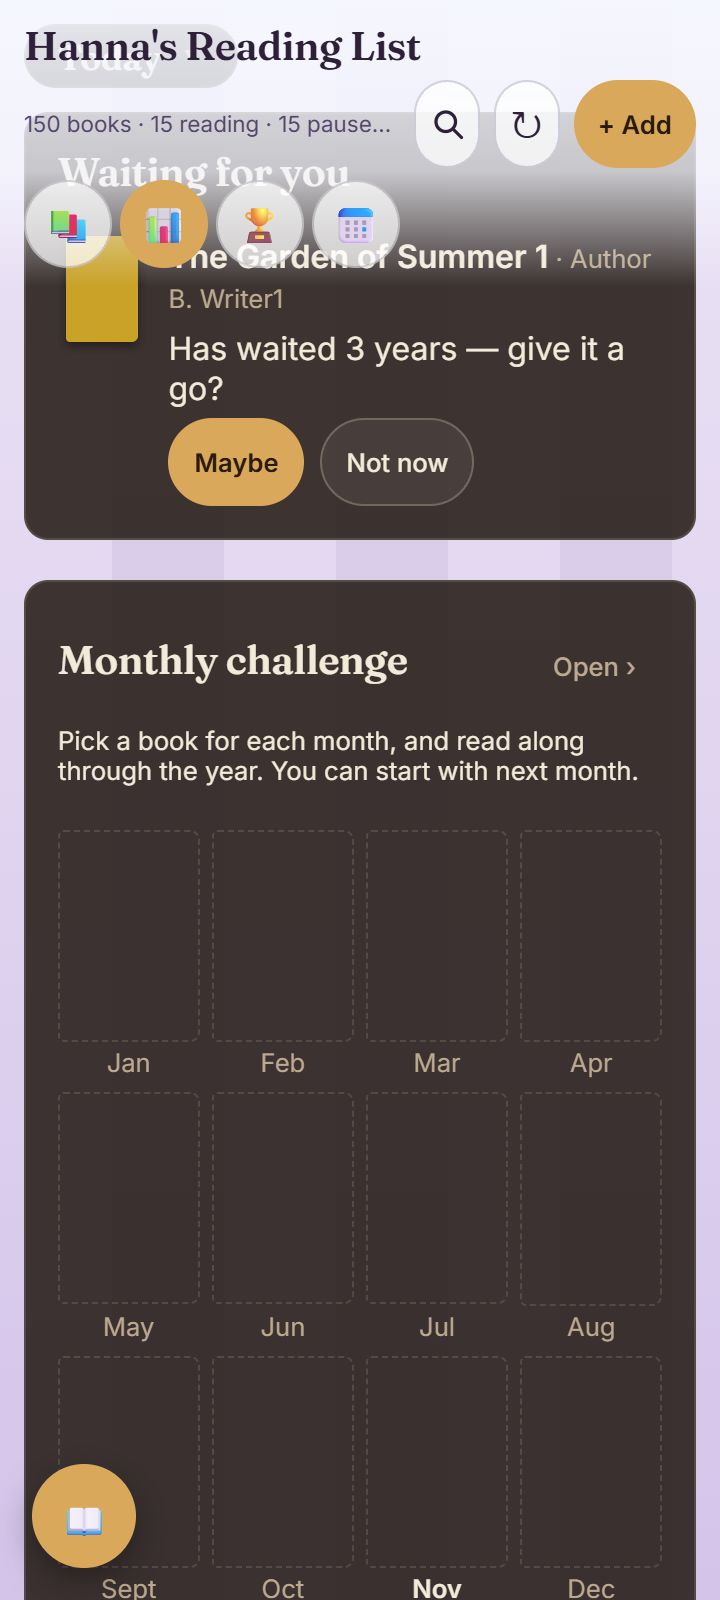 Hanna's Reading List
Today
150 books · 15 reading · 15 pause...
+ Add
Waiting for you
The Garden of Summer 1 · Author
B. Writer1
Has waited 3 years — give it a
go?
Maybe
Not now
Monthly challenge
Open ›
Pick a book for each month, and read along
through the year. You can start with next month.
Jan
Feb
Mar
Apr
May
Jun
Jul
Aug
Sept
Oct
Nov
Dec